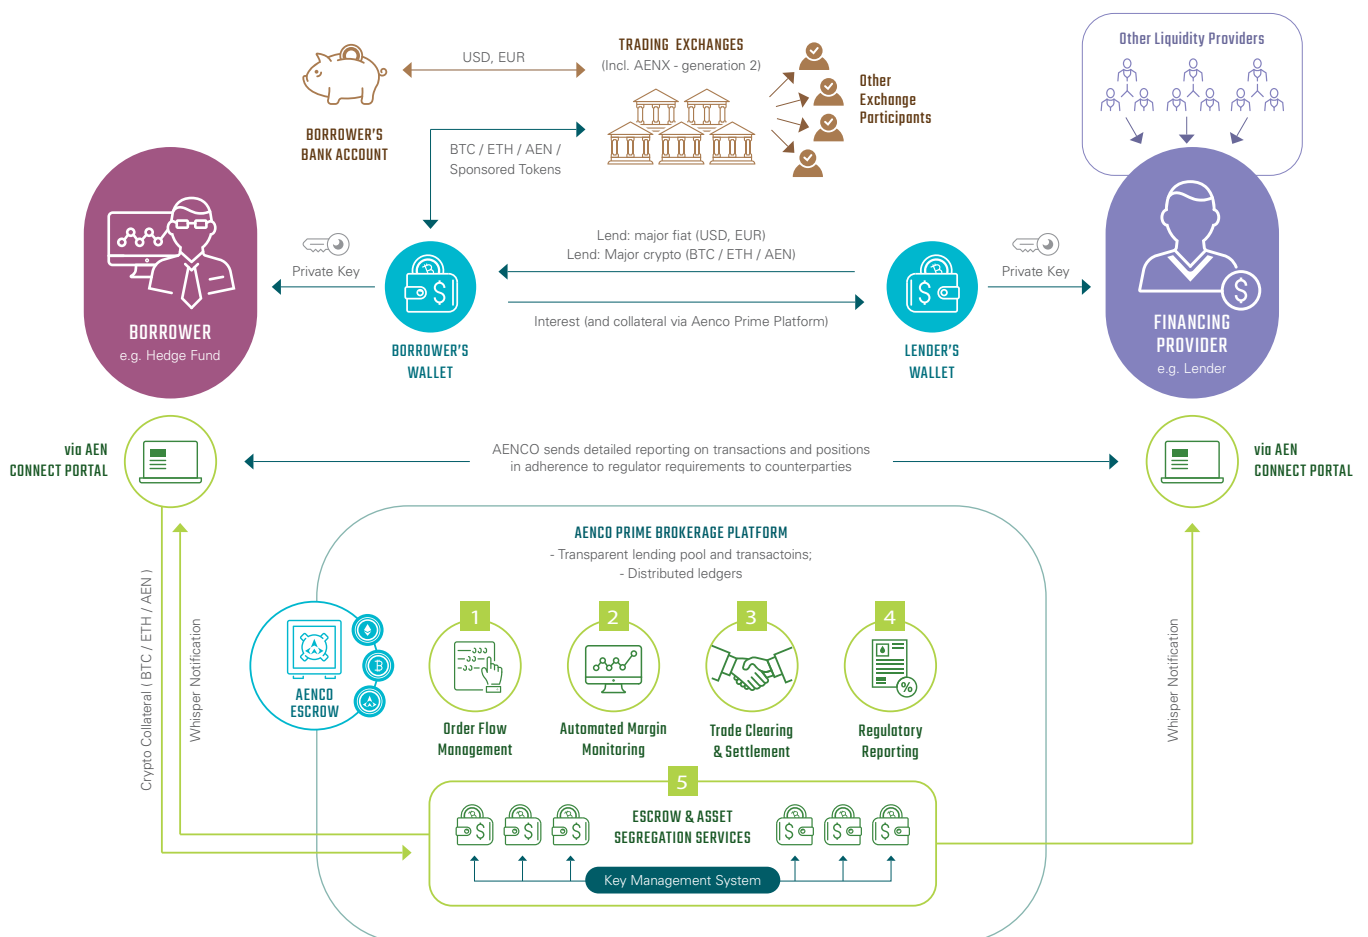 USD, EUR
TRADING EXCHANGES
(Incl. AENX - generation 2)
Other
Exchange
Participants
Other Liquidity Providers
BORROWER'S
BANK ACCOUNT
BTC / ETH / AEN /
Sponsored Tokens
BORROWER
e.g. Hedge Fund
Private Key
BORROWER'S
WALLET
Lend: major fiat (USD, EUR)
Lend: Major crypto (BTC / ETH / AEN)
Interest (and collateral via Aenco Prime Platform)
LENDER'S
WALLET
Private Key
FINANCING
PROVIDER
e.g. Lender
via AEN
CONNECT PORTAL
AENCO sends detailed reporting on transactions and positions
in adherence to regulator requirements to counterparties
via AEN
CONNECT PORTAL
Crypto Collateral ( BTC / ETH / AEN )
Whisper Notification
AENCO PRIME BROKERAGE PLATFORM
- Transparent lending pool and transactoins;
- Distributed ledgers
AENCO
ESCROW
1
Order Flow
Management
2
Automated Margin
Monitoring
3
Trade Clearing
& Settlement
4
Regulatory
Reporting
5
ESCROW & ASSET
SEGREGATION SERVICES
Key Management System
Whisper Notification